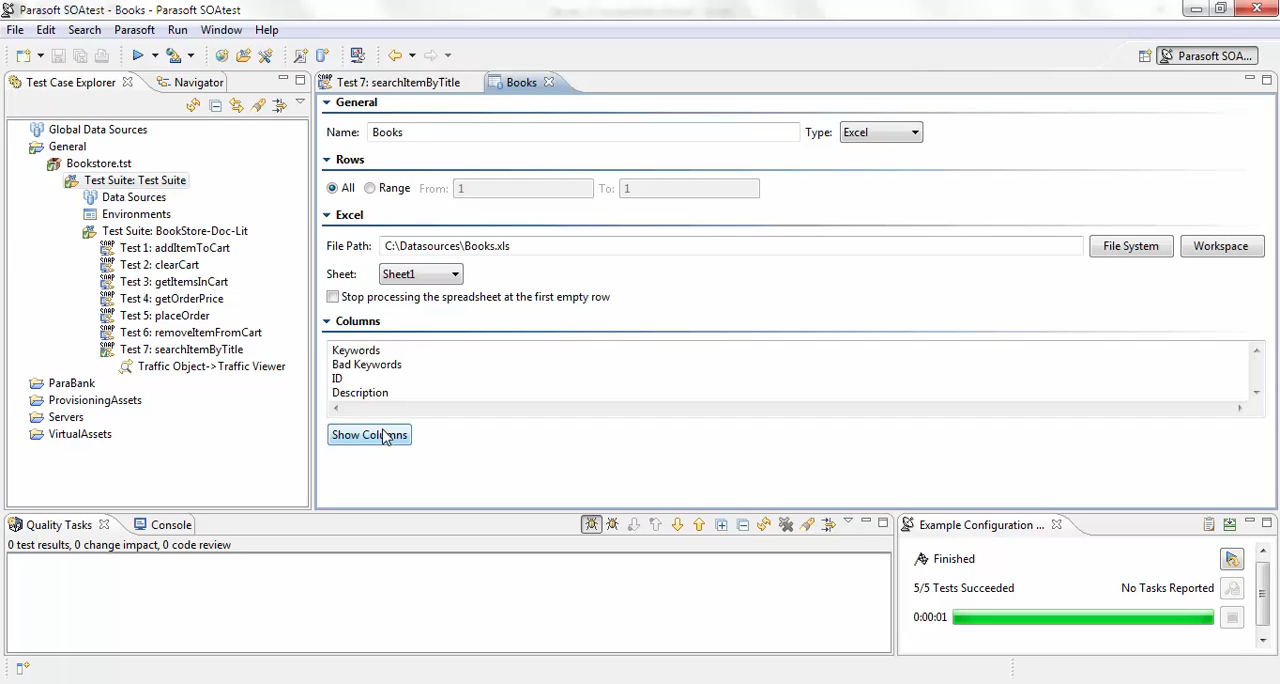 Parasoft SOAtest - Books - Parasoft SOAtest
File Edit Search Parasoft Run Window Help
Parasoft SOA...
Test Case Explorer
Navigator
Test 7: searchItemByTitle
Books
Global Data Sources
General
Bookstore.tst
Test Suite: Test Suite
Data Sources
Environments
Test Suite: BookStore-Doc-Lit
Test 1: addItemToCart
Test 2: clearCart
Test 3: getItemsInCart
Test 4: getOrderPrice
Test 5: placeOrder
Test 6: removeItemFromCart
Test 7: searchItemByTitle
Traffic Object->Traffic Viewer
ParaBank
ProvisioningAssets
Servers
VirtualAssets
General
Name: Books Type: Excel
Rows
All Range From: 1 To: 1
Excel
File Path: C:\Datasources\Books.xls File System Workspace
Sheet: Sheet1
Stop processing the spreadsheet at the first empty row
Columns
Keywords
Bad Keywords
ID
Description
Show Columns
Quality Tasks
Console
0 test results, 0 change impact, 0 code review
Example Configuration ...
Finished
5/5 Tests Succeeded No Tasks Reported
0:00:01